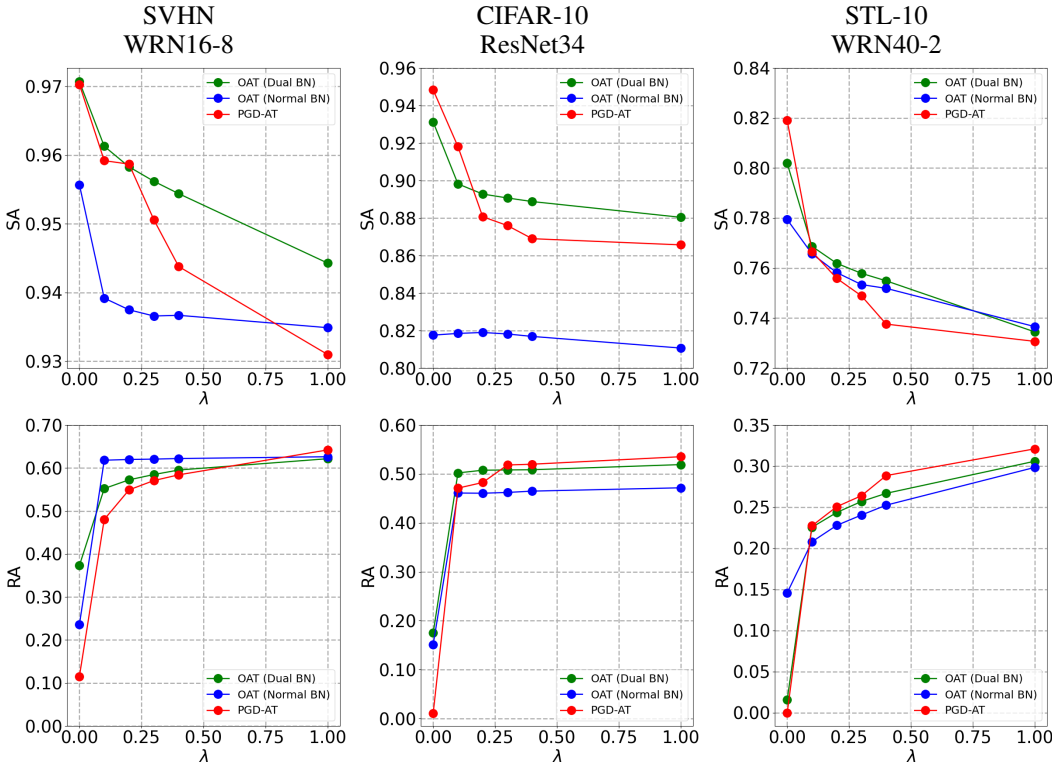 SVHN
WRN16-8
CIFAR-10
ResNet34
STL-10
WRN40-2
0.97
0.96
0.95
0.94
0.93
SA
0.00 0.25 0.50 0.75 1.00
λ
OAT (Dual BN)
OAT (Normal BN)
PGD-AT
0.96
0.94
0.92
0.90
0.88
0.86
0.84
0.82
0.80
SA
0.00 0.25 0.50 0.75 1.00
λ
OAT (Dual BN)
OAT (Normal BN)
PGD-AT
0.84
0.82
0.80
0.78
0.76
0.74
0.72
SA
0.00 0.25 0.50 0.75 1.00
λ
OAT (Dual BN)
OAT (Normal BN)
PGD-AT
0.70
0.60
0.50
0.40
0.30
0.20
0.10
0.00
RA
0.00 0.25 0.50 0.75 1.00
λ
OAT (Dual BN)
OAT (Normal BN)
PGD-AT
0.60
0.50
0.40
0.30
0.20
0.10
0.00
RA
0.00 0.25 0.50 0.75 1.00
λ
OAT (Dual BN)
OAT (Normal BN)
PGD-AT
0.35
0.30
0.25
0.20
0.15
0.10
0.05
0.00
RA
0.00 0.25 0.50 0.75 1.00
λ
OAT (Dual BN)
OAT (Normal BN)
PGD-AT